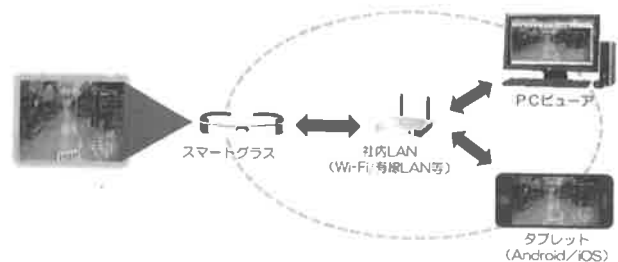 PCビューア
スマートグラス
社内LAN
(Wi-Fi・有線LAN等)
タブレット
(Android/iOS)